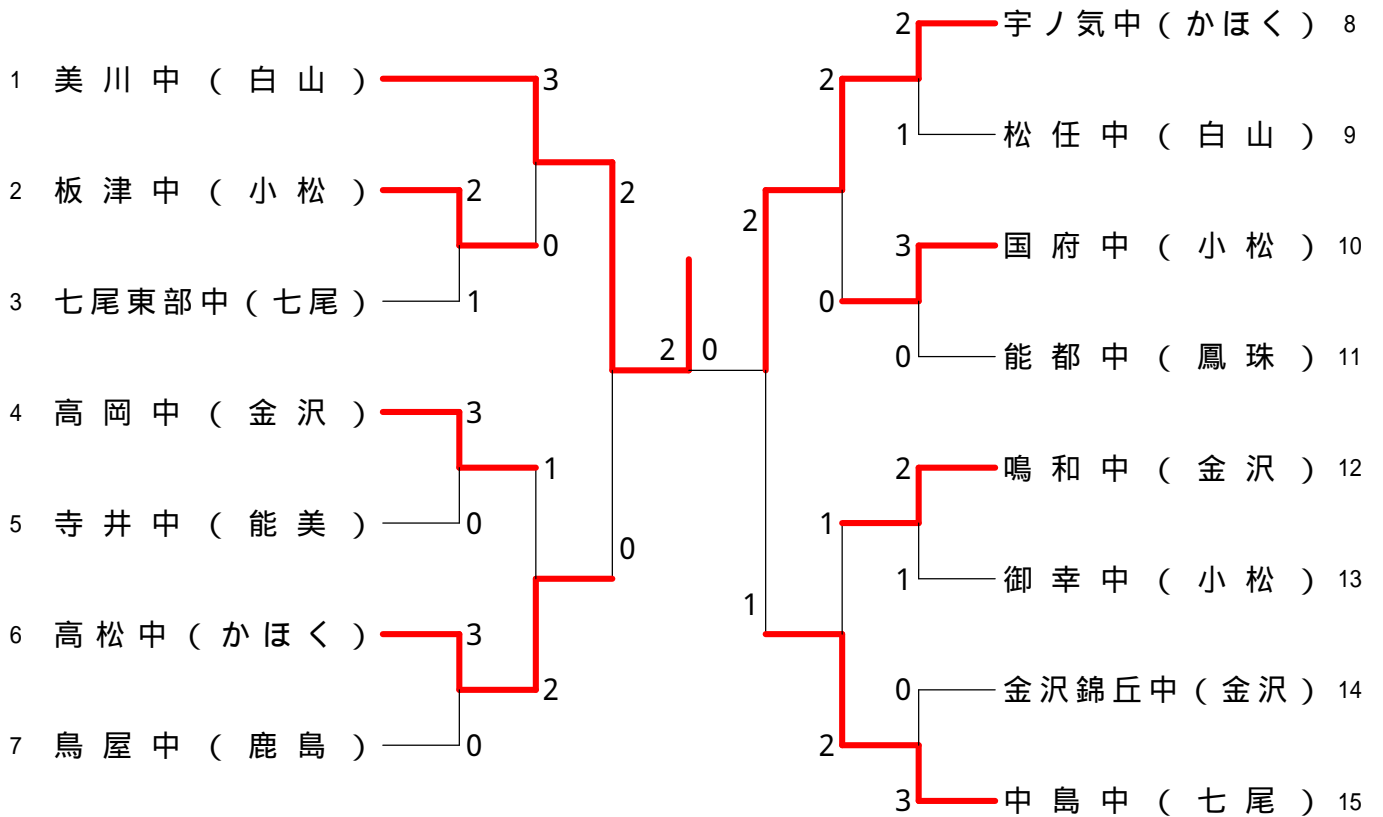 1 美川中(白山) 3
2 板津中(小松) 2
0
3 七尾東部中(七尾) 1
2
4 高岡中(金沢) 3
1
5 寺井中(能美) 0
0
6 高松中(かほく) 3
2
7 鳥屋中(鹿島) 0
2 0
2 宇ノ気中(かほく) 8
2
1 松任中(白山) 9
2
3 国府中(小松) 10
0
0 能都中(鳳珠) 11
2 鳴和中(金沢) 12
1
1 御幸中(小松) 13
1
0 金沢錦丘中(金沢) 14
2
3 中島中(七尾) 15